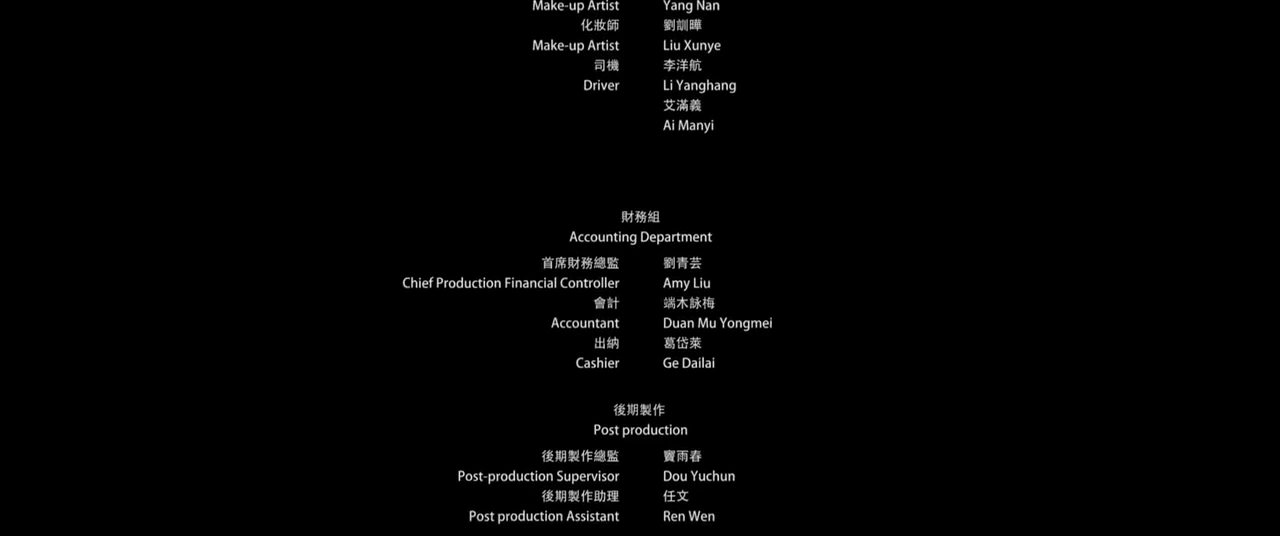 Make-up Artist Yang Nan
化妝師 劉訓曄
Make-up Artist Liu Xunye
司機 李洋航
Driver Li Yanghang
艾滿義
Ai Manyi
財務組
Accounting Department
首席財務總監 劉青芸
Chief Production Financial Controller Amy Liu
會計 端木詠梅
Accountant Duan Mu Yongmei
出納 葛岱萊
Cashier Ge Dailai
後期製作
Post production
後期製作總監 竇雨春
Post-production Supervisor Dou Yuchun
後期製作助理 任文
Post production Assistant Ren Wen